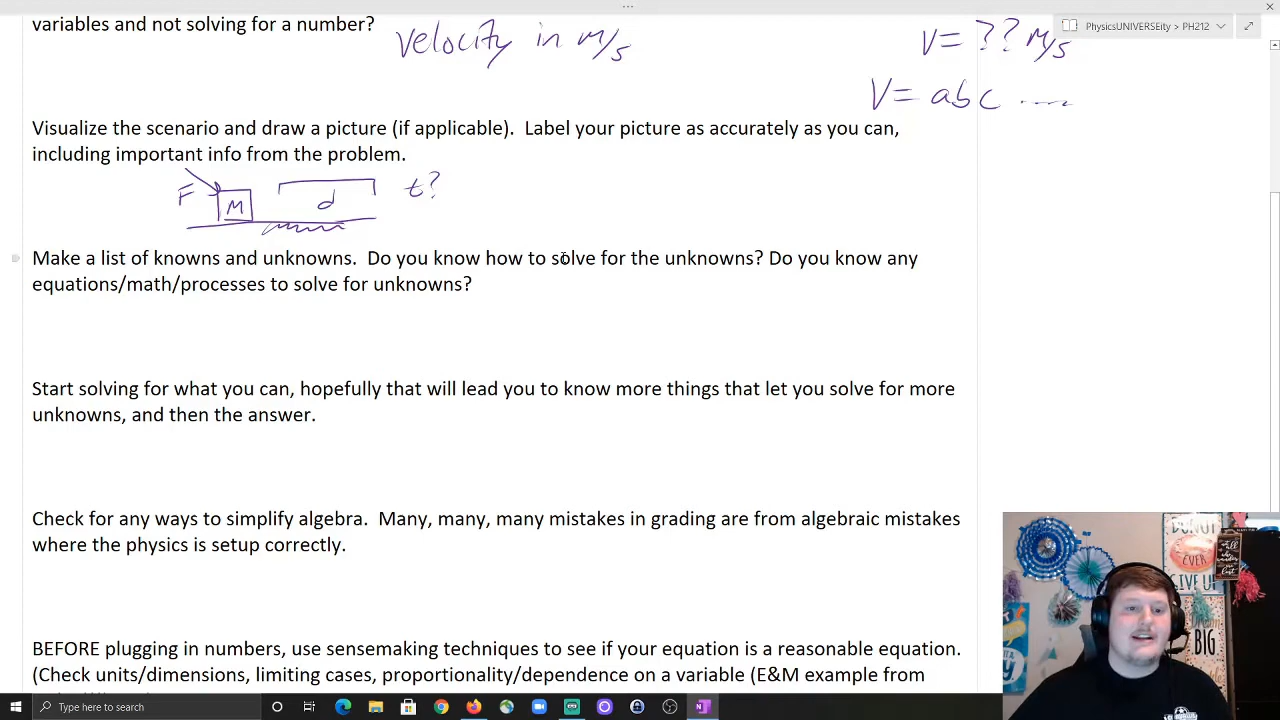 PhysicsUNIVERSEity > PH212
variables and not solving for a number?
velocity in m/s
V= ?? m/s
V= abc ....
Visualize the scenario and draw a picture (if applicable).  Label your picture as accurately as you can,
including important info from the problem.
F M d t?
Make a list of knowns and unknowns.  Do you know how to solve for the unknowns? Do you know any
equations/math/processes to solve for unknowns?
Start solving for what you can, hopefully that will lead you to know more things that let you solve for more
unknowns, and then the answer.
Check for any ways to simplify algebra.  Many, many, many mistakes in grading are from algebraic mistakes
where the physics is setup correctly.
DONUT
EVER
GIVE UP
Dream
BIG
BEFORE plugging in numbers, use sensemaking techniques to see if your equation is a reasonable equation.
(Check units/dimensions, limiting cases, proportionality/dependence on a variable (E&M example from
Type here to search